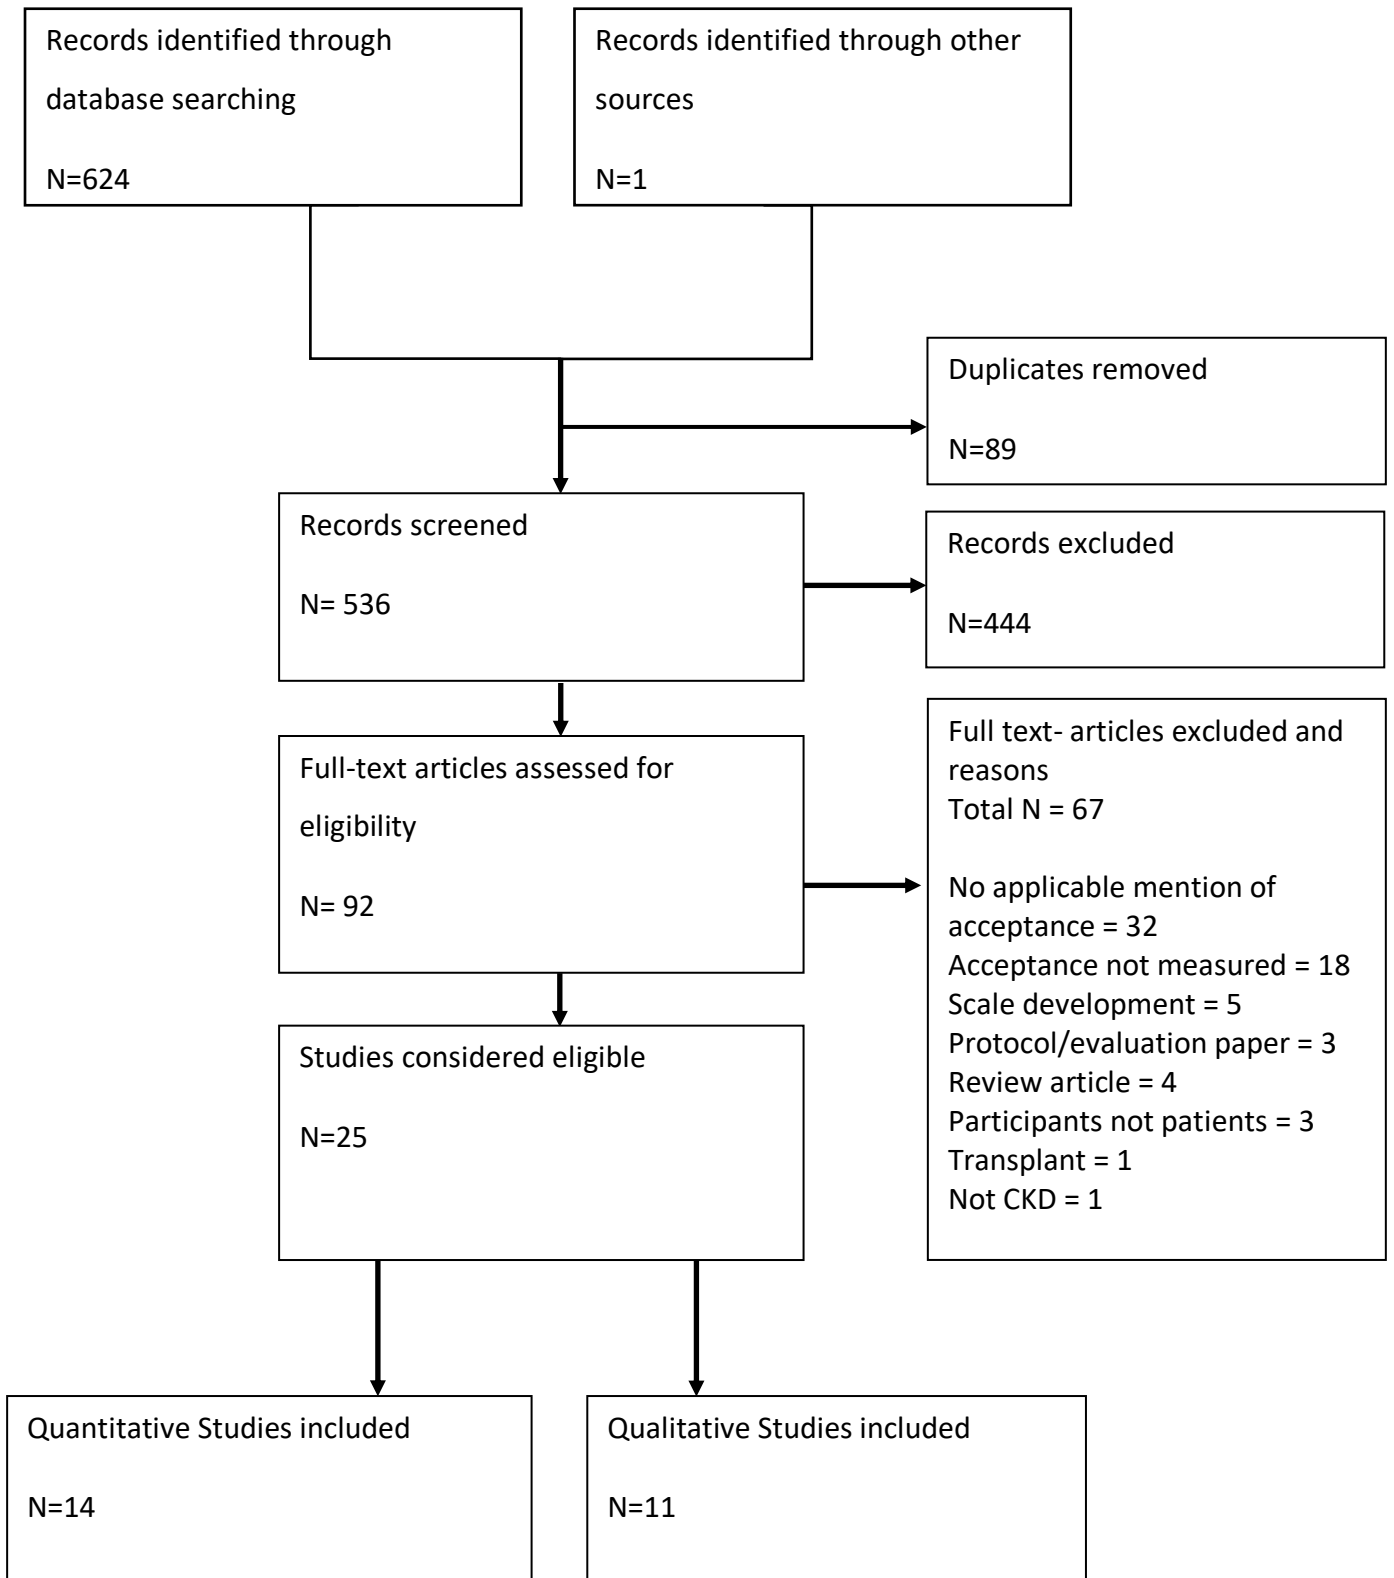 Records identified through
database searching
N=624
Records identified through other
sources
N=1
Duplicates removed
N=89
Records screened
N= 536
Records excluded
N=444
Full-text articles assessed for
eligibility
N= 92
Full text- articles excluded and
reasons
Total N = 67
No applicable mention of
acceptance = 32
Acceptance not measured = 18
Scale development = 5
Protocol/evaluation paper = 3
Review article = 4
Participants not patients = 3
Transplant = 1
Not CKD = 1
Studies considered eligible
N=25
Quantitative Studies included
N=14
Qualitative Studies included
N=11